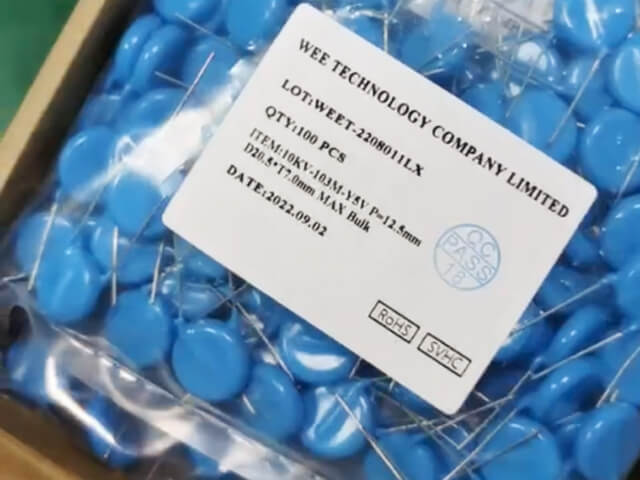 WEE TECHNOLOGY COMPANY LIMITED
LOT:WEET-2208011LX
QTY:100 PCS
ITEM:10KV-103M-Y5V P=12.5mm
D20.5*T7.0mm MAX Bulk
DATE:2022.09.02
QC
PASS
13
RoHS
SVHC